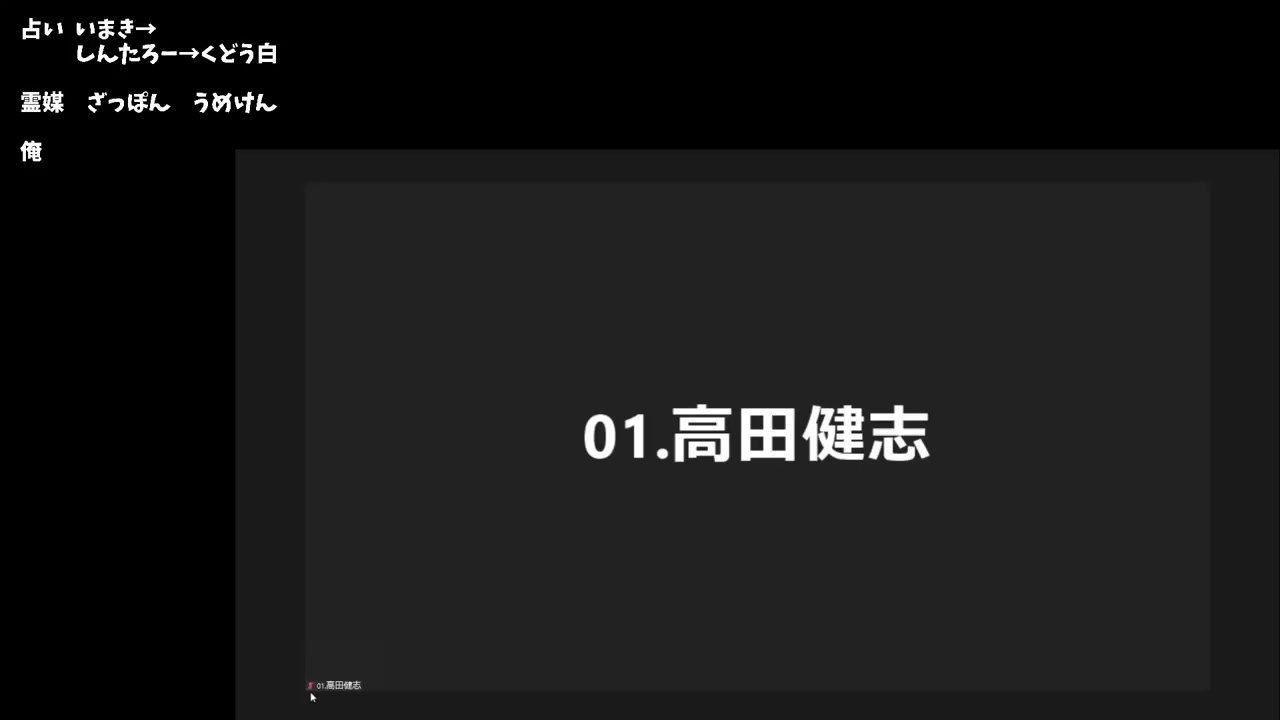 占い いまき→
しんたろー→くどう白
霊媒 ざっぽん うめけん
俺
01.高田健志
01.高田健志